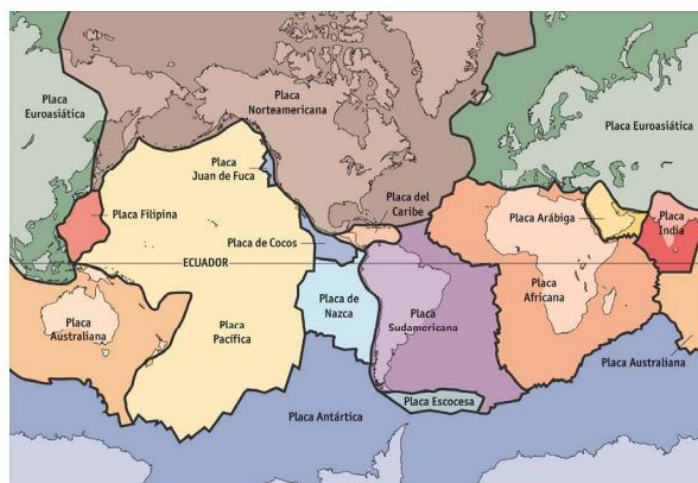 Placa
Euroasiática
Placa
Norteamericana
Placa
Euroasiática
Placa
Juan de Fuca
Placa Filipina
Placa del
Caribe
Placa Arábiga
Placa
India
Placa de Cocos
ECUADOR
Placa
Australiana
Placa
Pacífica
Placa de
Nazca
Placa
Sudamericana
Placa
Africana
Placa Australiana
Placa Escocesa
Placa Antártica